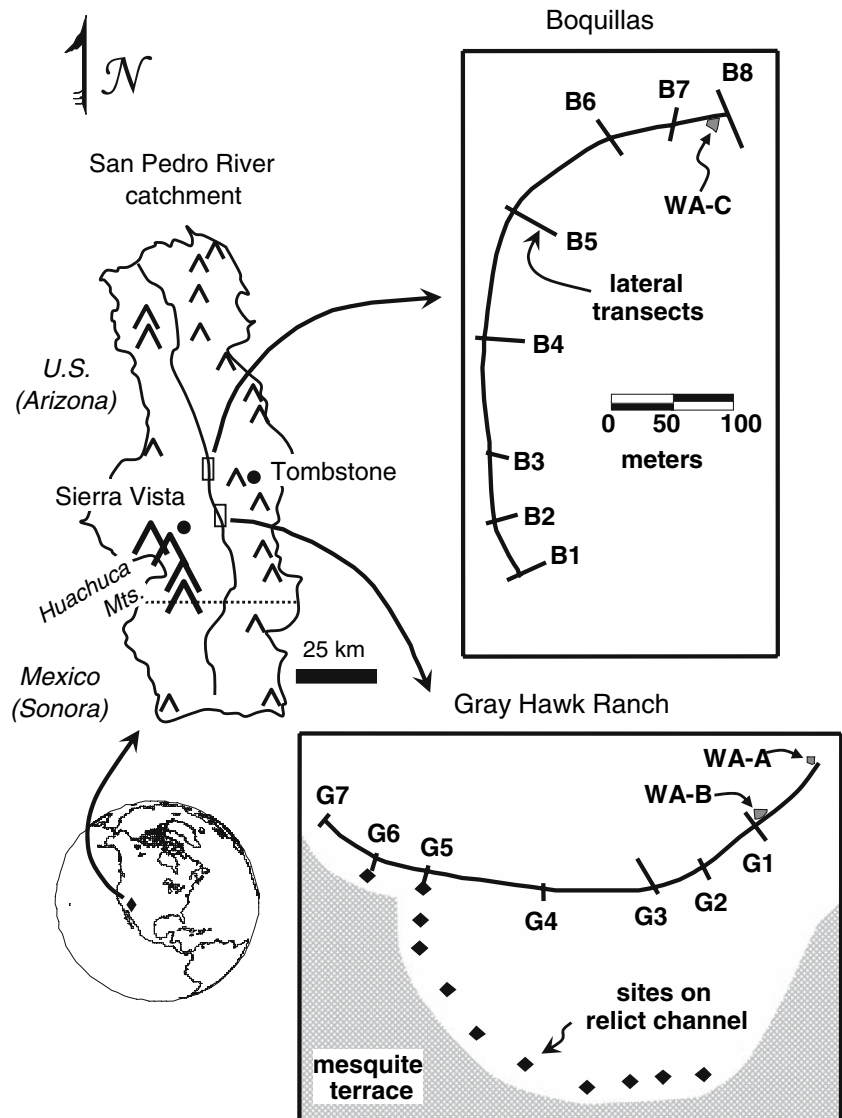 Boquillas
N
B8
B7
B6
San Pedro River
catchment
WA-C
B5
lateral
transects
B4
U.S.
(Arizona)
0 50 100
meters
B3
Tombstone
Sierra Vista
B2
B1
Huachuca
Mts.
25 km
Mexico
(Sonora)
Gray Hawk Ranch
WA-A
WA-B
G7
G6
G5
G1
G2
G3
G4
sites on
relict channel
mesquite
terrace